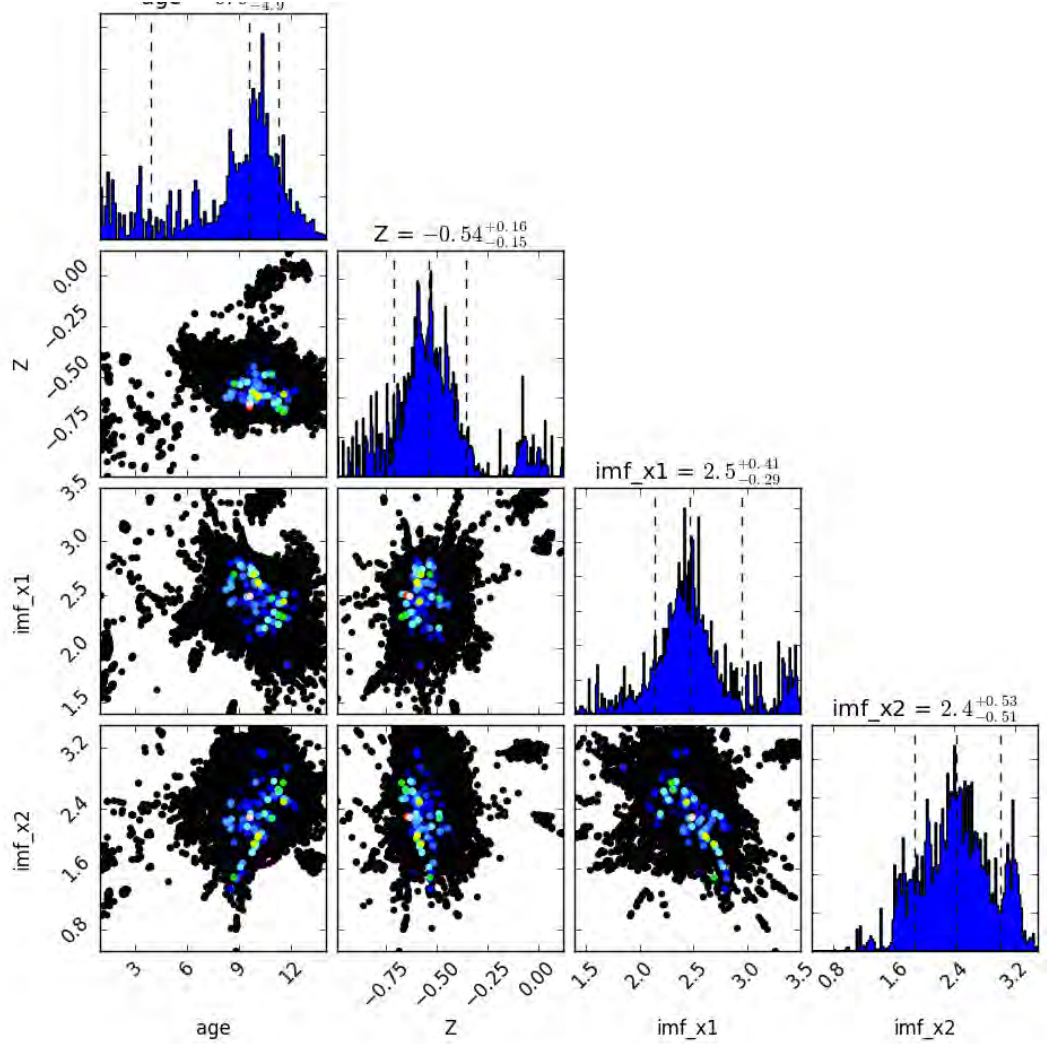 Z = −0.54 +0.16 −0.15
0.00
−0.25
−0.50
−0.75
Z
imf_x1 = 2.5 +0.41 −0.29
3.5
3.0
2.5
2.0
1.5
imf_x1
imf_x2 = 2.4 +0.53 −0.51
3.2
2.4
1.6
0.8
imf_x2
3 6 9 12
−0.75 −0.50 −0.25 0.00
1.5 2.0 2.5 3.0 3.5
0.8 1.6 2.4 3.2
age Z imf_x1 imf_x2